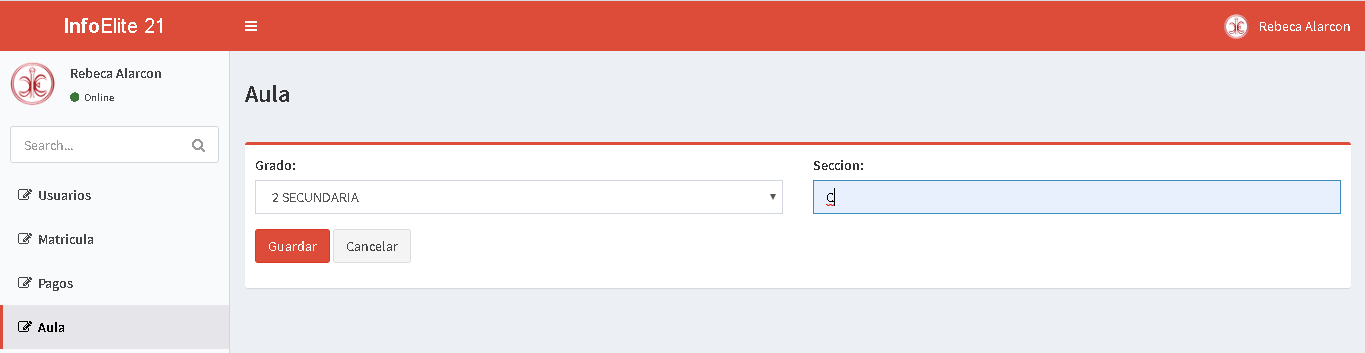 InfoElite 21
Rebeca Alarcon
Rebeca Alarcon
Online
Search...
Usuarios
Matricula
Pagos
Aula
Aula
Grado:
Seccion:
2 SECUNDARIA
C
Guardar
Cancelar